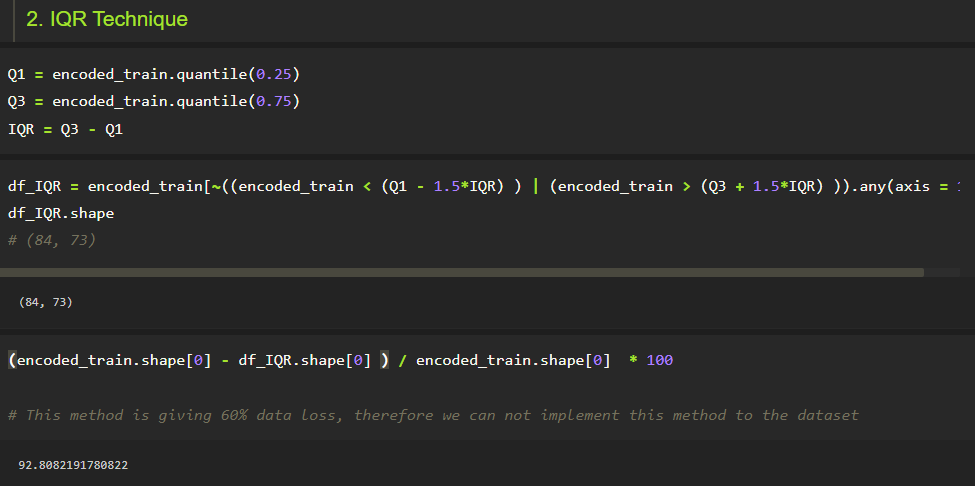 2. IQR Technique
Q1 = encoded_train.quantile(0.25)
Q3 = encoded_train.quantile(0.75)
IQR = Q3 - Q1
df_IQR = encoded_train[~((encoded_train < (Q1 - 1.5*IQR) ) | (encoded_train > (Q3 + 1.5*IQR) )).any(axis =
df_IQR.shape
# (84, 73)
(84, 73)
(encoded_train.shape[0] - df_IQR.shape[0] ) / encoded_train.shape[0]  * 100
# This method is giving 60% data loss, therefore we can not implement this method to the dataset
92.8082191780822